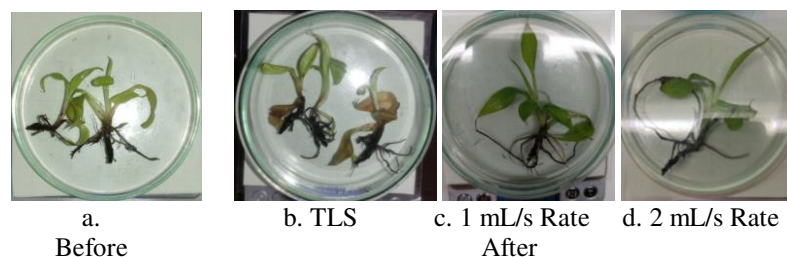 a.
Before
b. TLS
c. 1 mL/s Rate
d. 2 mL/s Rate
After